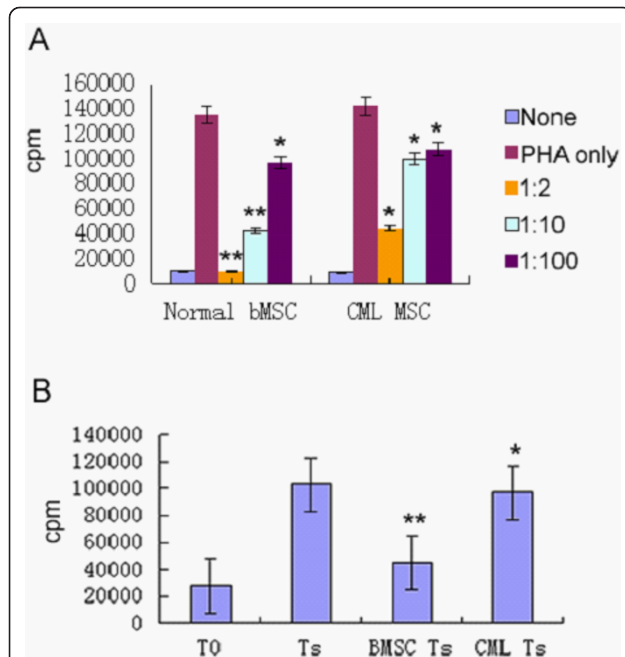 A
160000
140000
120000
100000
80000
60000
40000
20000
0
cpm
*
**
**
*
*
*
Normal bMSC
CML MSC
None
PHA only
1:2
1:10
1:100
B
140000
120000
100000
80000
60000
40000
20000
0
cpm
**
*
T0
Ts
BMSC Ts
CML Ts